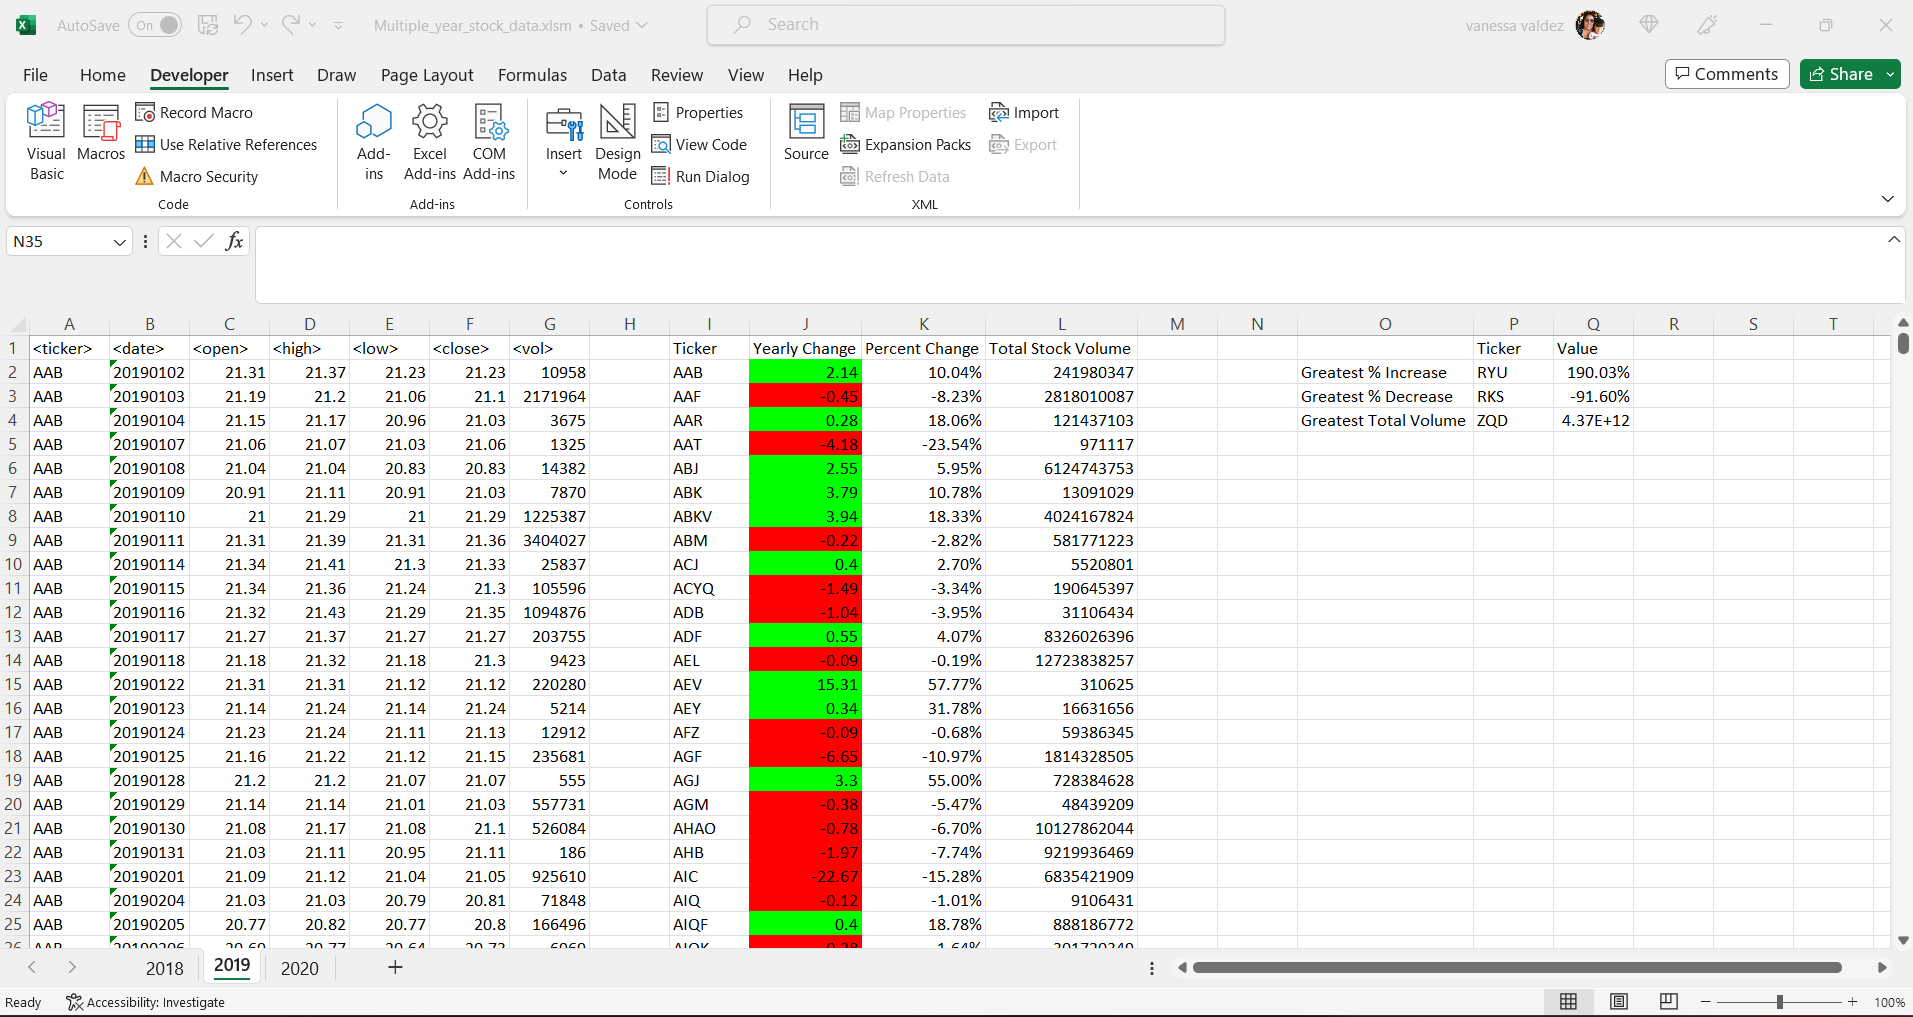 AutoSave On Multiple_year_stock_data.xlsm • Saved Search vanessa valdez
File Home Developer Insert Draw Page Layout Formulas Data Review View Help Comments Share
Visual Basic Macros Record Macro Use Relative References Macro Security Code
Add-ins Excel Add-ins COM Add-ins Add-ins
Insert Design Mode Properties View Code Run Dialog Controls
Source Map Properties Expansion Packs Refresh Data Import Export XML
N35 fx
A B C D E F G H I J K L M N O P Q R S T
1 <ticker> <date> <open> <high> <low> <close> <vol> Ticker Yearly Change Percent Change Total Stock Volume Ticker Value
2 AAB 20190102 21.31 21.37 21.23 21.23 10958 AAB 2.14 10.04% 241980347 Greatest % Increase RYU 190.03%
3 AAB 20190103 21.19 21.2 21.06 21.1 2171964 AAF -0.45 -8.23% 2818010087 Greatest % Decrease RKS -91.60%
4 AAB 20190104 21.15 21.17 20.96 21.03 3675 AAR 0.28 18.06% 121437103 Greatest Total Volume ZQD 4.37E+12
5 AAB 20190107 21.06 21.07 21.03 21.06 1325 AAT -4.18 -23.54% 971117
6 AAB 20190108 21.04 21.04 20.83 20.83 14382 ABJ 2.55 5.95% 6124743753
7 AAB 20190109 20.91 21.11 20.91 21.03 7870 ABK 3.79 10.78% 13091029
8 AAB 20190110 21 21.29 21 21.29 1225387 ABKV 3.94 18.33% 4024167824
9 AAB 20190111 21.31 21.39 21.31 21.36 3404027 ABM -0.22 -2.82% 581771223
10 AAB 20190114 21.34 21.41 21.3 21.33 25837 ACJ 0.4 2.70% 5520801
11 AAB 20190115 21.34 21.36 21.24 21.3 105596 ACYQ -1.49 -3.34% 190645397
12 AAB 20190116 21.32 21.43 21.29 21.35 1094876 ADB -1.04 -3.95% 31106434
13 AAB 20190117 21.27 21.37 21.27 21.27 203755 ADF 0.55 4.07% 8326026396
14 AAB 20190118 21.18 21.32 21.18 21.3 9423 AEL -0.09 -0.19% 12723838257
15 AAB 20190122 21.31 21.31 21.12 21.12 220280 AEV 15.31 57.77% 310625
16 AAB 20190123 21.14 21.24 21.14 21.24 5214 AEY 0.34 31.78% 16631656
17 AAB 20190124 21.23 21.24 21.11 21.13 12912 AFZ -0.09 -0.68% 59386345
18 AAB 20190125 21.16 21.22 21.12 21.15 235681 AGF -6.65 -10.97% 1814328505
19 AAB 20190128 21.2 21.2 21.07 21.07 555 AGJ 3.3 55.00% 728384628
20 AAB 20190129 21.14 21.14 21.01 21.03 557731 AGM -0.38 -5.47% 48439209
21 AAB 20190130 21.08 21.17 21.08 21.1 526084 AHAO -0.78 -6.70% 10127862044
22 AAB 20190131 21.03 21.11 20.95 21.11 186 AHB -1.97 -7.74% 9219936469
23 AAB 20190201 21.09 21.12 21.04 21.05 925610 AIC -22.67 -15.28% 6835421909
24 AAB 20190204 21.03 21.03 20.79 20.81 71848 AIQ -0.12 -1.01% 9106431
25 AAB 20190205 20.77 20.82 20.77 20.8 166496 AIQF 0.4 18.78% 888186772
2018 2019 2020
Ready Accessibility: Investigate 100%